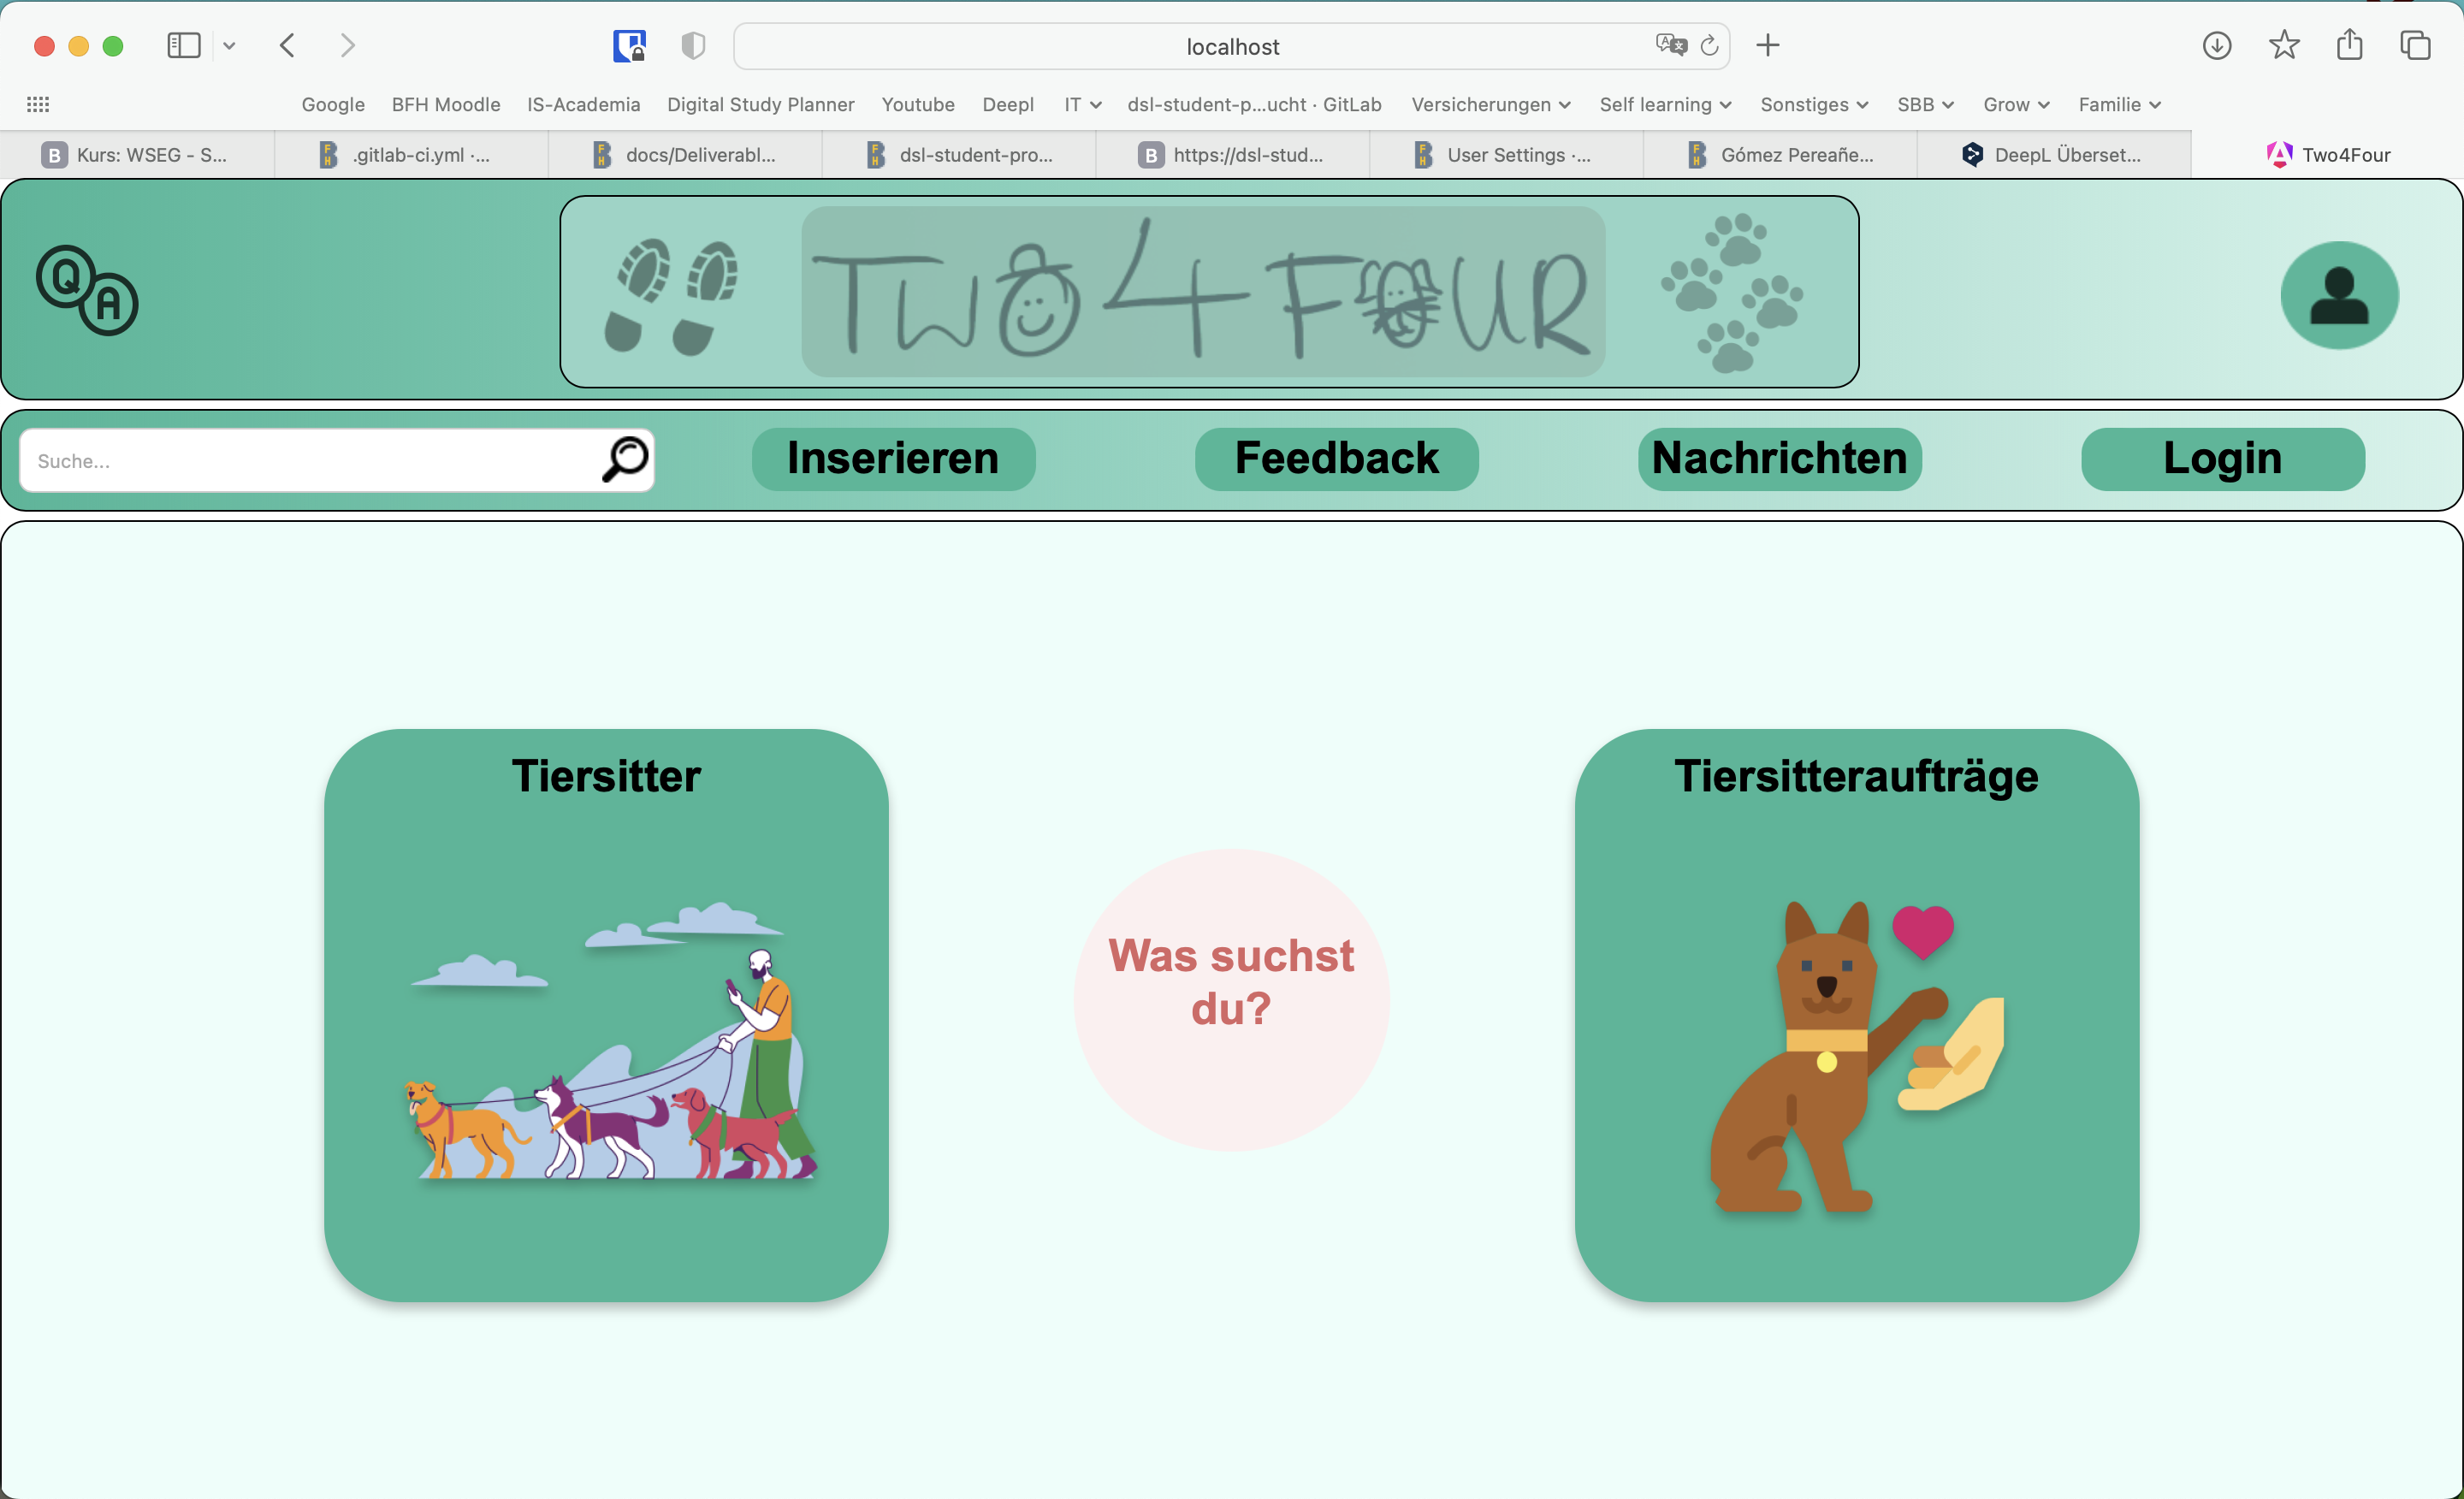 localhost
Google BFH Moodle IS-Academia Digital Study Planner Youtube Deepl IT dsl-student-p...ucht · GitLab Versicherungen Self learning Sonstiges SBB Grow Familie
B Kurs: WSEG - S... .gitlab-ci.yml ·... docs/Deliverabl... dsl-student-pro... B https://dsl-stud... User Settings ·... Gómez Pereañe... DeepL Überset... Two4Four
Q A
TWO 4 FOUR
Suche... Inserieren Feedback Nachrichten Login
Tiersitter
Tiersitteraufträge
Was suchst
du?